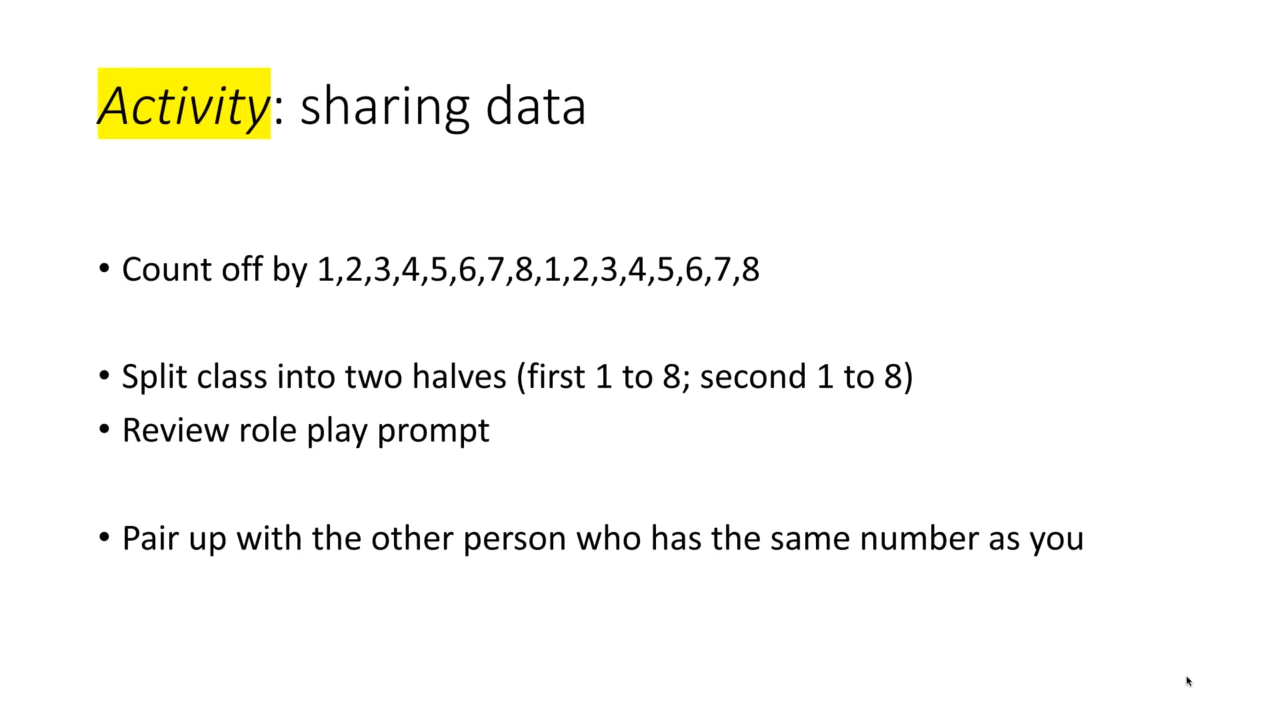 Activity: sharing data
• Count off by 1,2,3,4,5,6,7,8,1,2,3,4,5,6,7,8
• Split class into two halves (first 1 to 8; second 1 to 8)
• Review role play prompt
• Pair up with the other person who has the same number as you